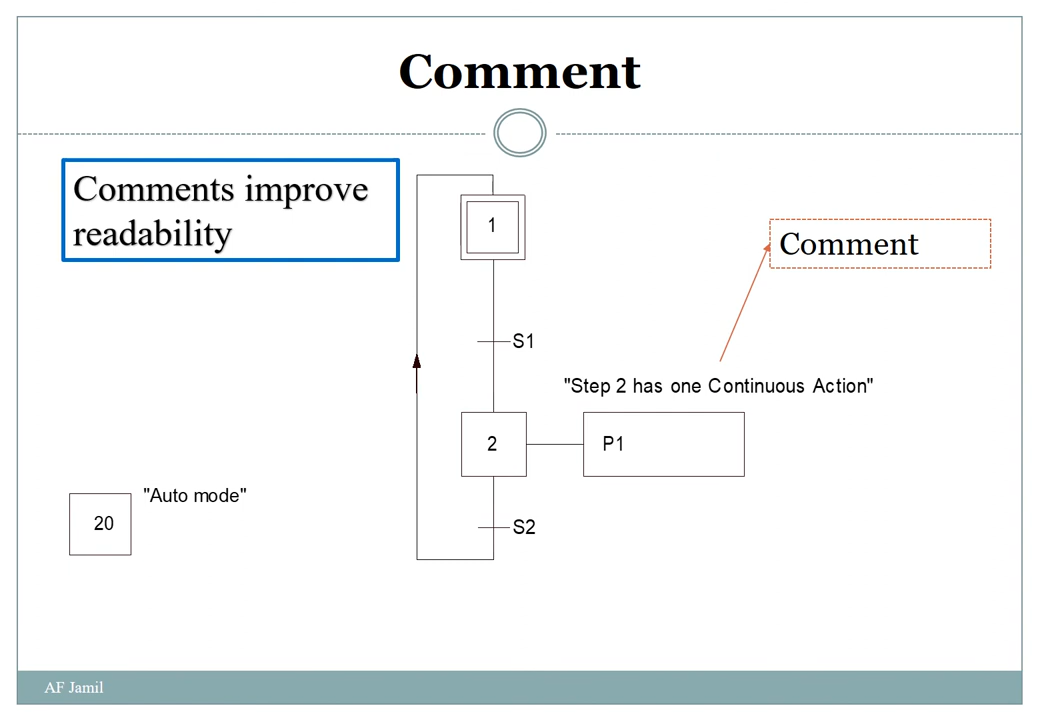 Comment
Comments improve
readability
1
Comment
S1
"Step 2 has one Continuous Action"
2
P1
"Auto mode"
20
S2
AF Jamil